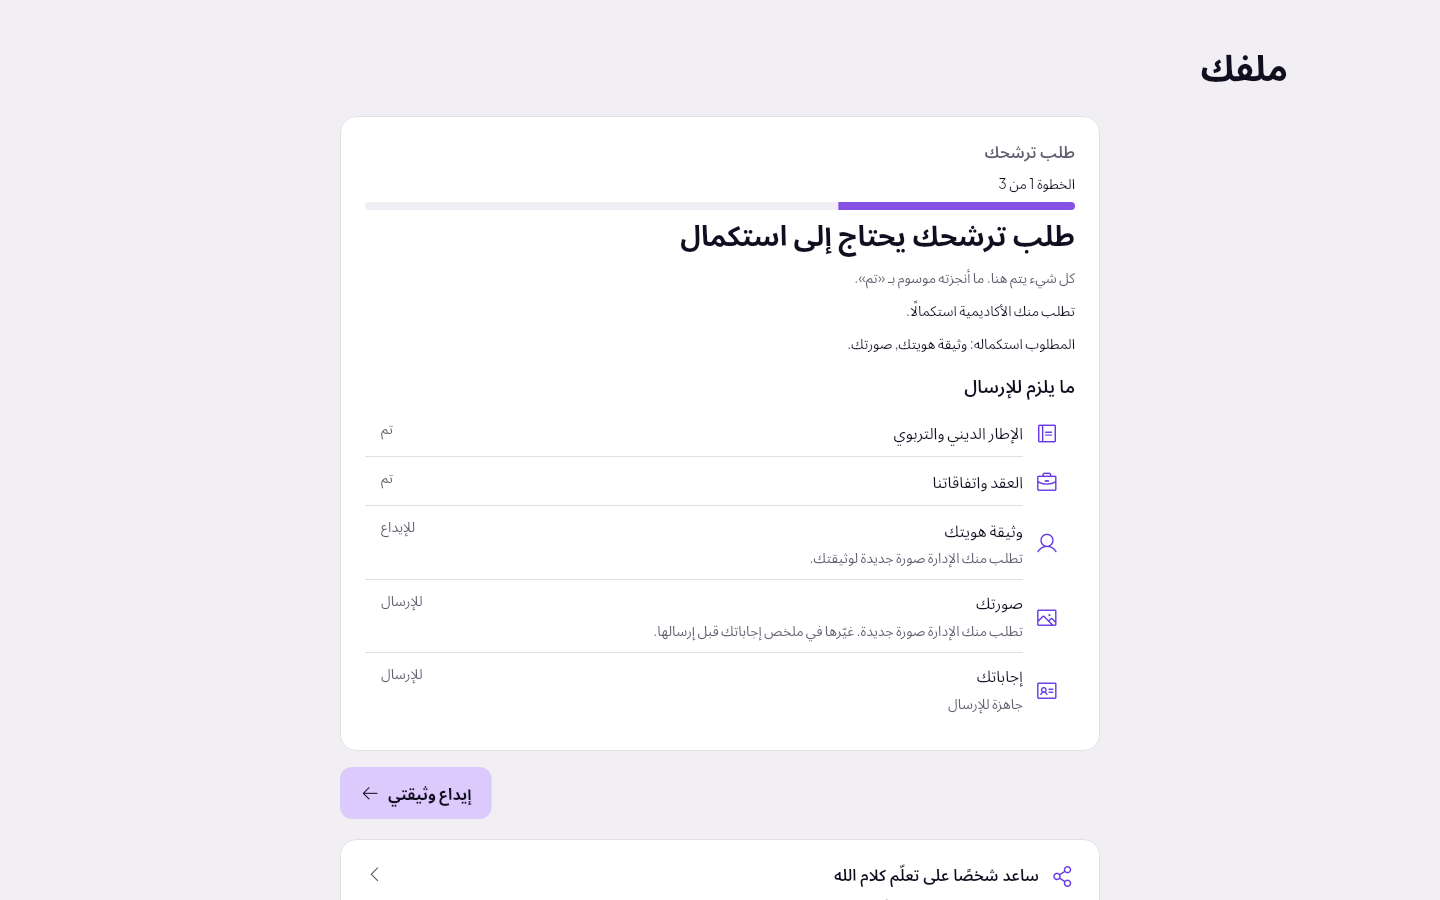 ملفك
طلب ترشحك
الخطوة 1 من 3
طلب ترشحك يحتاج إلى استكمال
كل شيء يتم هنا. ما أنجزته موسوم بـ «تم».
تطلب منك الأكاديمية استكمالًا.
المطلوب استكماله: وثيقة هويتك, صورتك.
ما يلزم للإرسال
الإطار الديني والتربوي
تم
العقد واتفاقاتنا
تم
وثيقة هويتك
للإيداع
تطلب منك الإدارة صورة جديدة لوثيقتك.
صورتك
للإرسال
تطلب منك الإدارة صورة جديدة. غيّرها في ملخص إجاباتك قبل إرسالها.
إجاباتك
للإرسال
جاهزة للإرسال
إيداع وثيقتي
ساعد شخصًا على تعلّم كلام الله